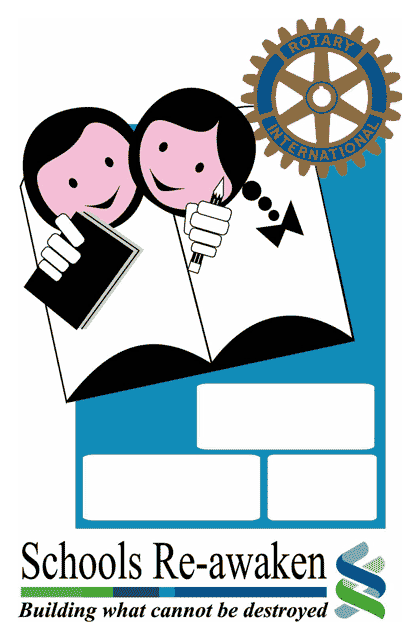 ROTARY
INTERNATIONAL
Schools Re-awaken
Building what cannot be destroyed